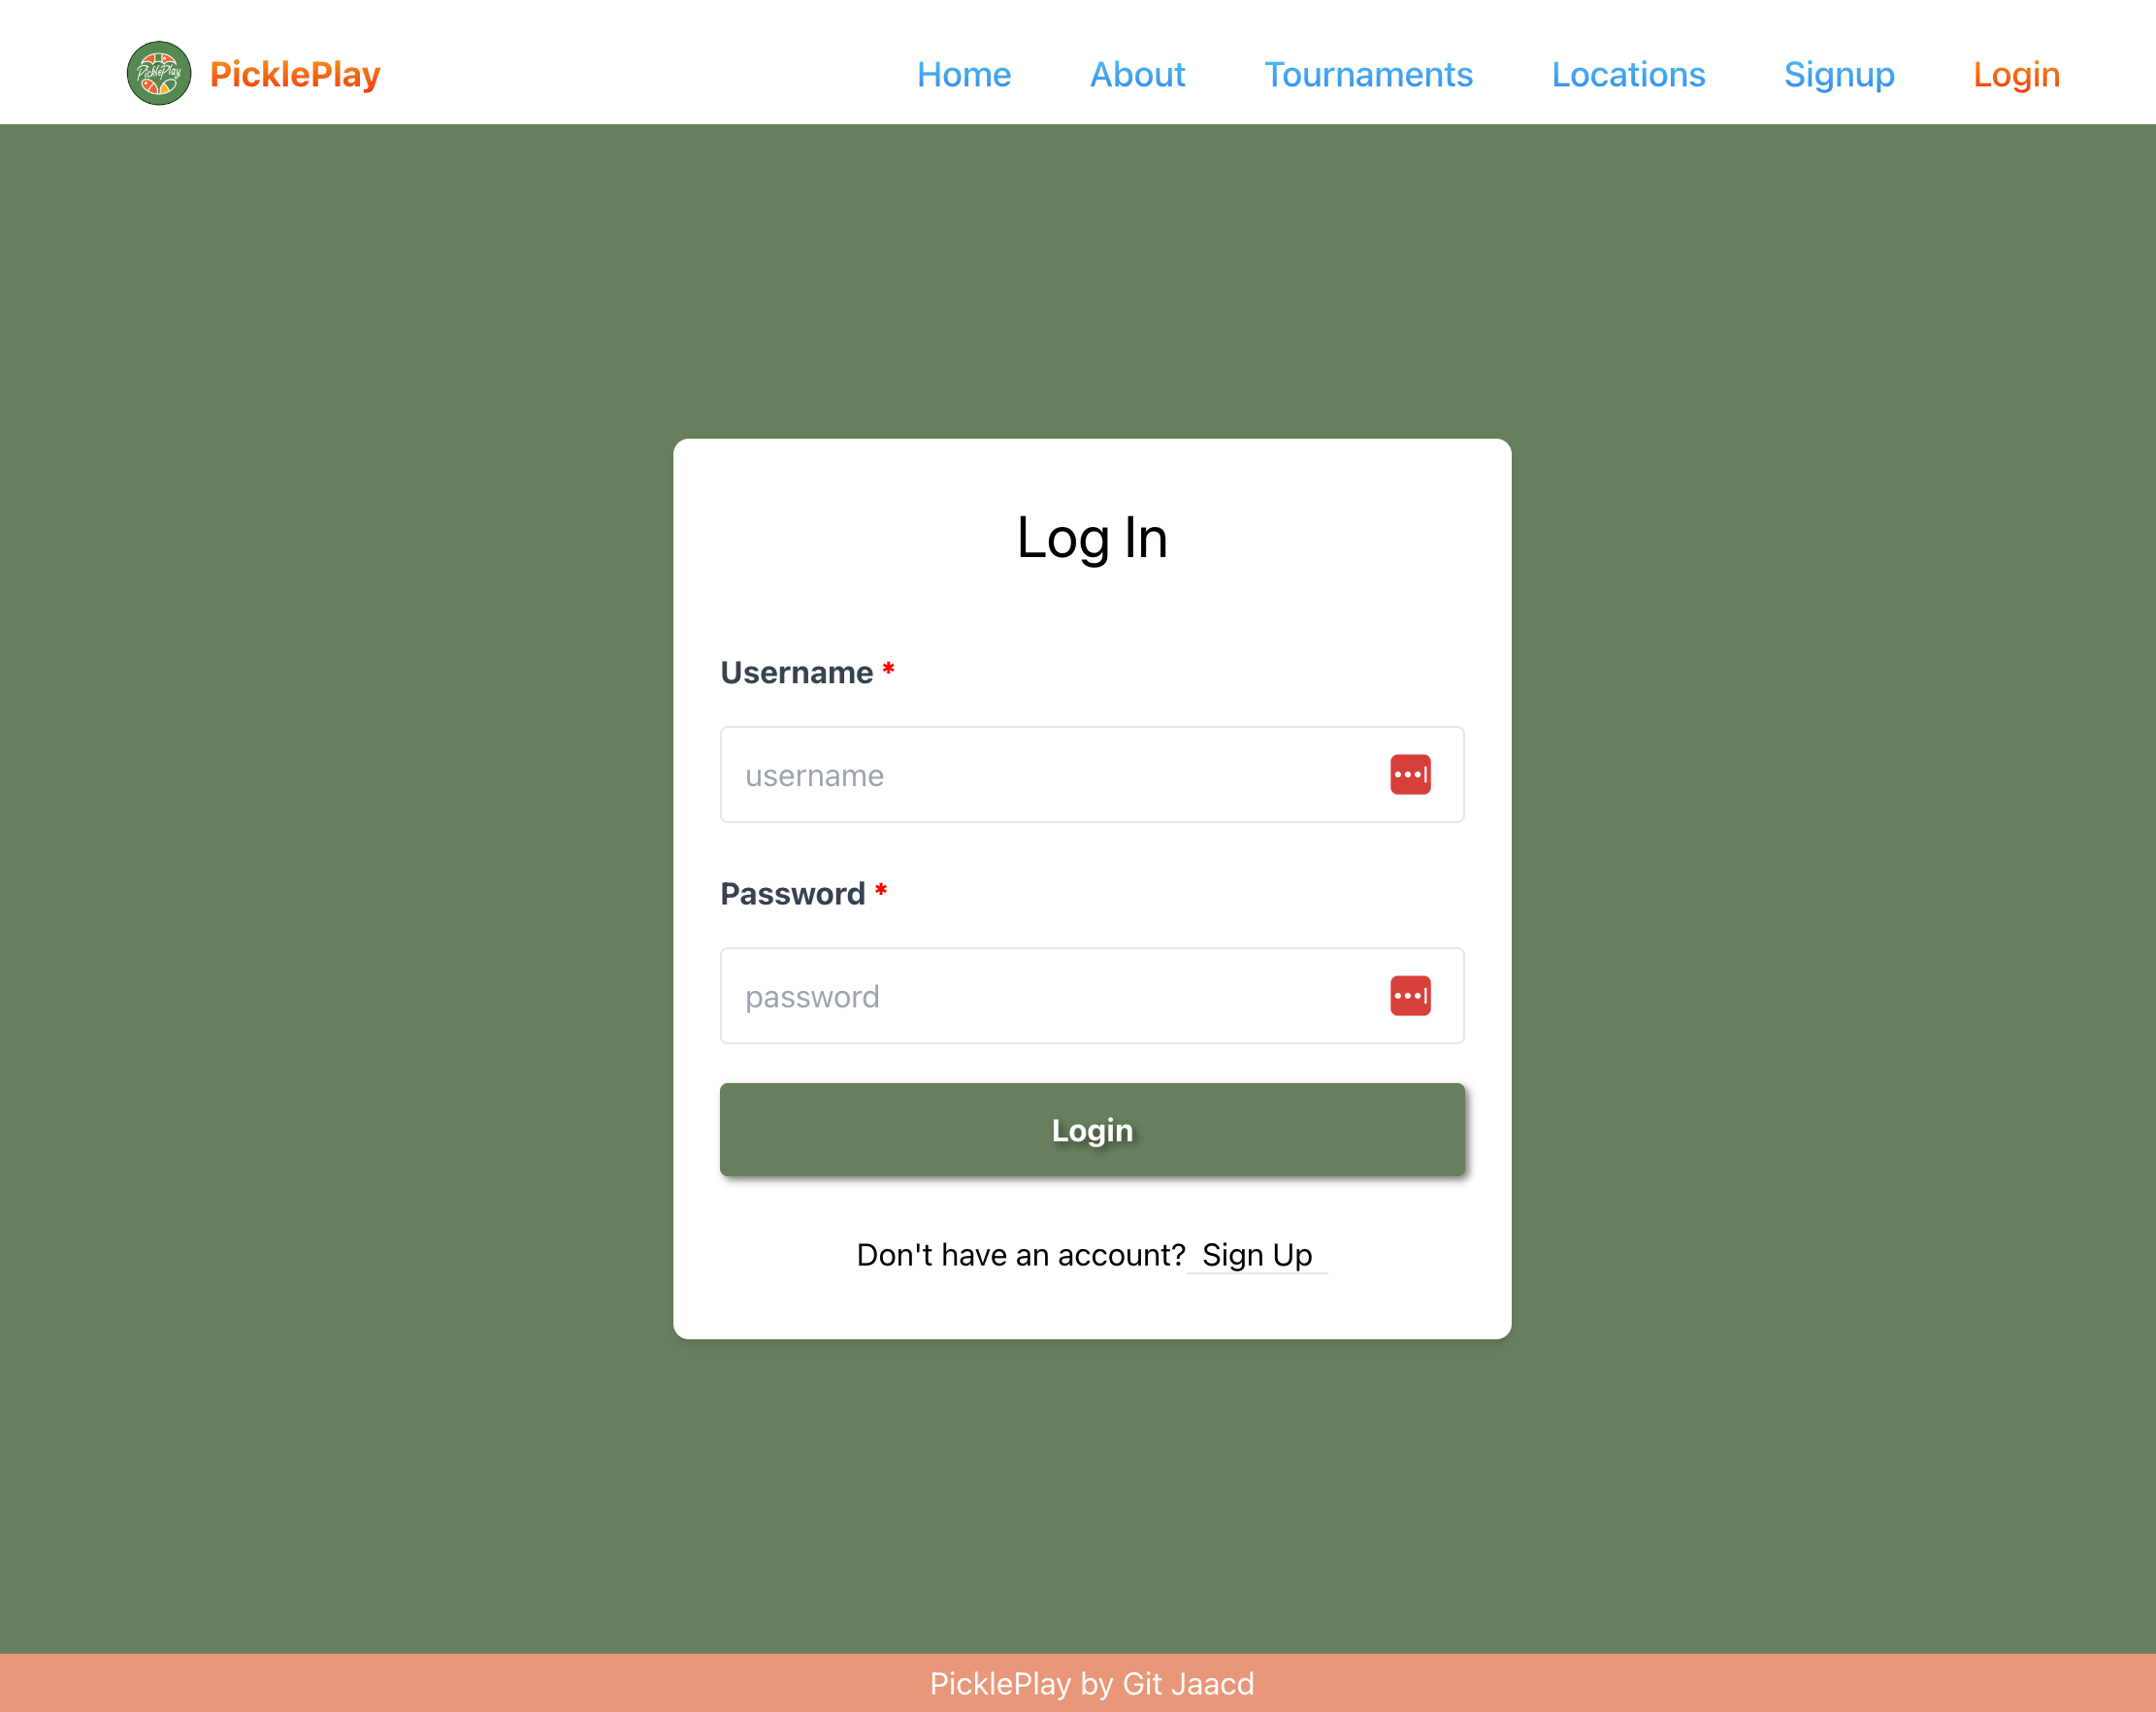 PicklePlay
PicklePlay
Home
About
Tournaments
Locations
Signup
Login
Log In
Username *
username
Password *
password
Login
Don't have an account? Sign Up
PicklePlay by Git Jaacd